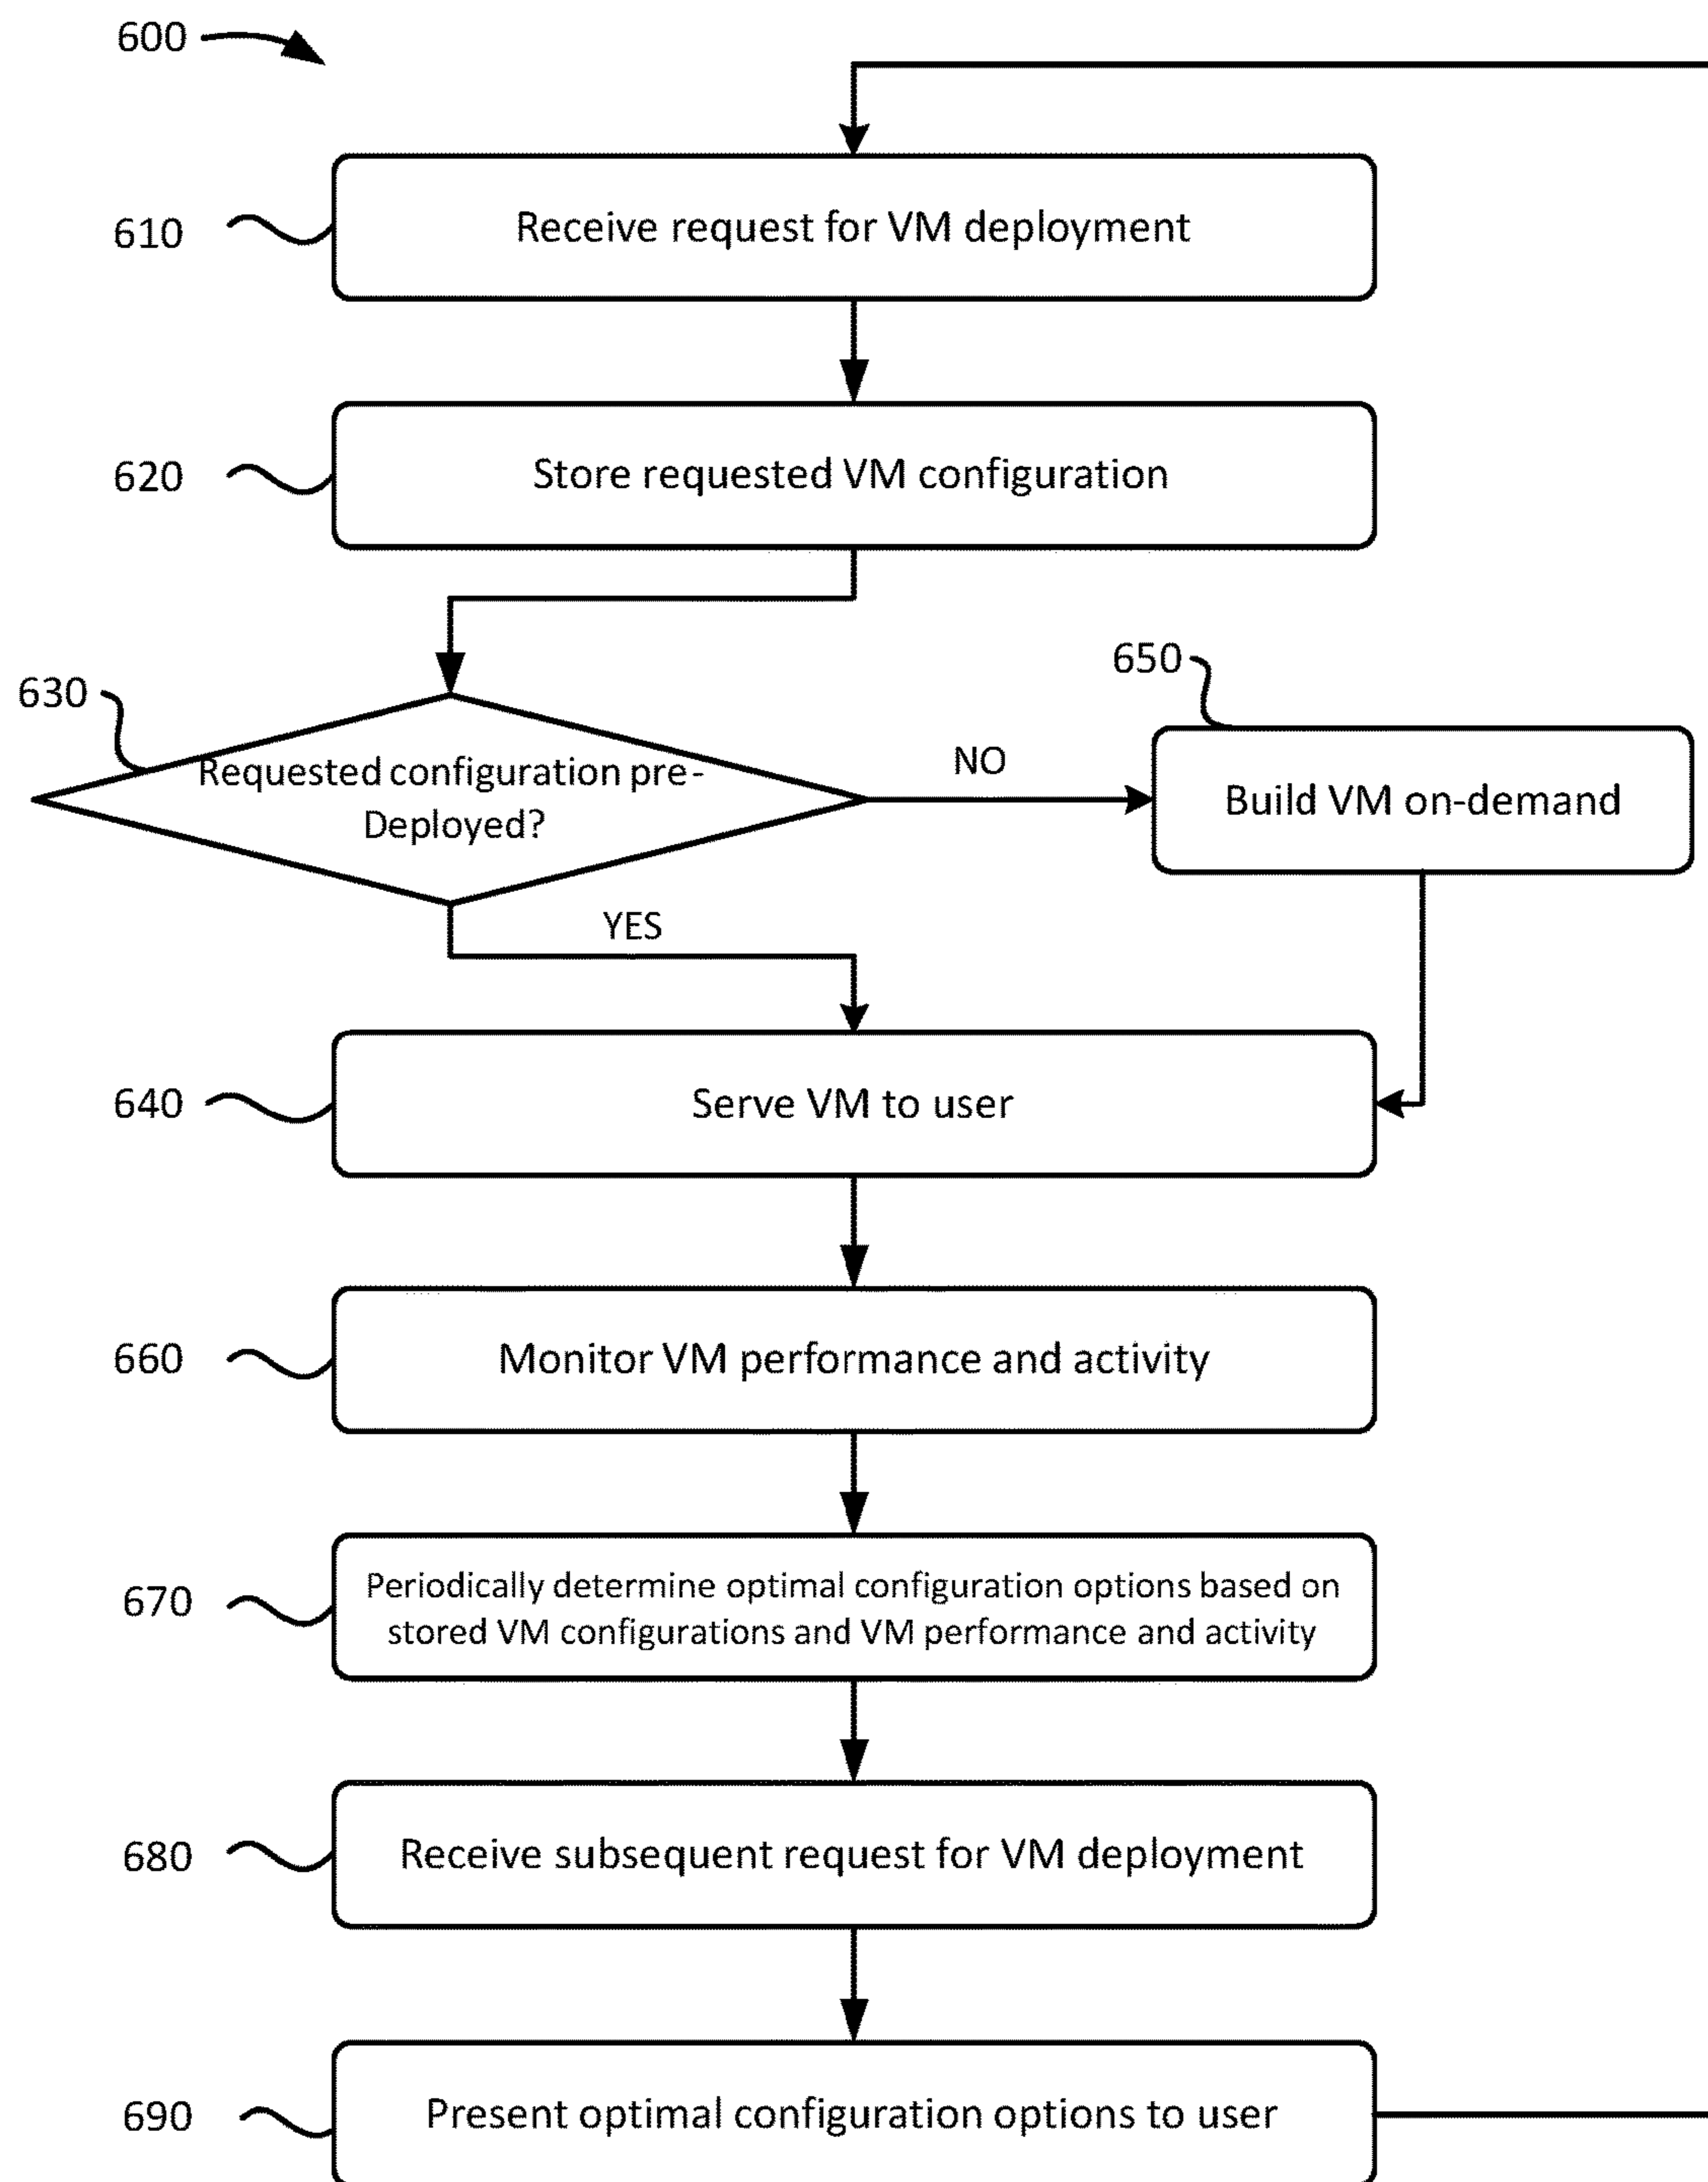 600
610
Receive request for VM deployment
620
Store requested VM configuration
630
Requested configuration pre-
Deployed?
NO
650
Build VM on-demand
YES
640
Serve VM to user
660
Monitor VM performance and activity
670
Periodically determine optimal configuration options based on
stored VM configurations and VM performance and activity
680
Receive subsequent request for VM deployment
690
Present optimal configuration options to user